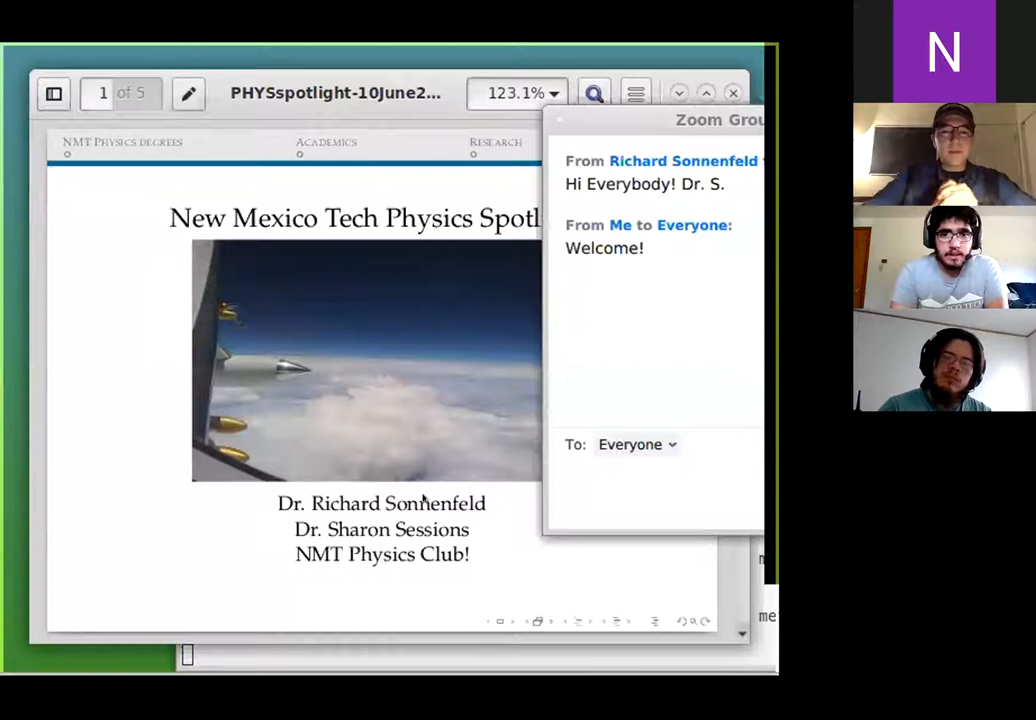 N
1 of 5
PHYSspotlight-10June2...
123.1%
NMT PHYSICS DEGREES
ACADEMICS
RESEARCH
New Mexico Tech Physics Spotl
Dr. Richard Sonnenfeld
Dr. Sharon Sessions
NMT Physics Club!
Zoom Grou
From Richard Sonnenfeld
Hi Everybody! Dr. S.
From Me to Everyone:
Welcome!
To: Everyone
me